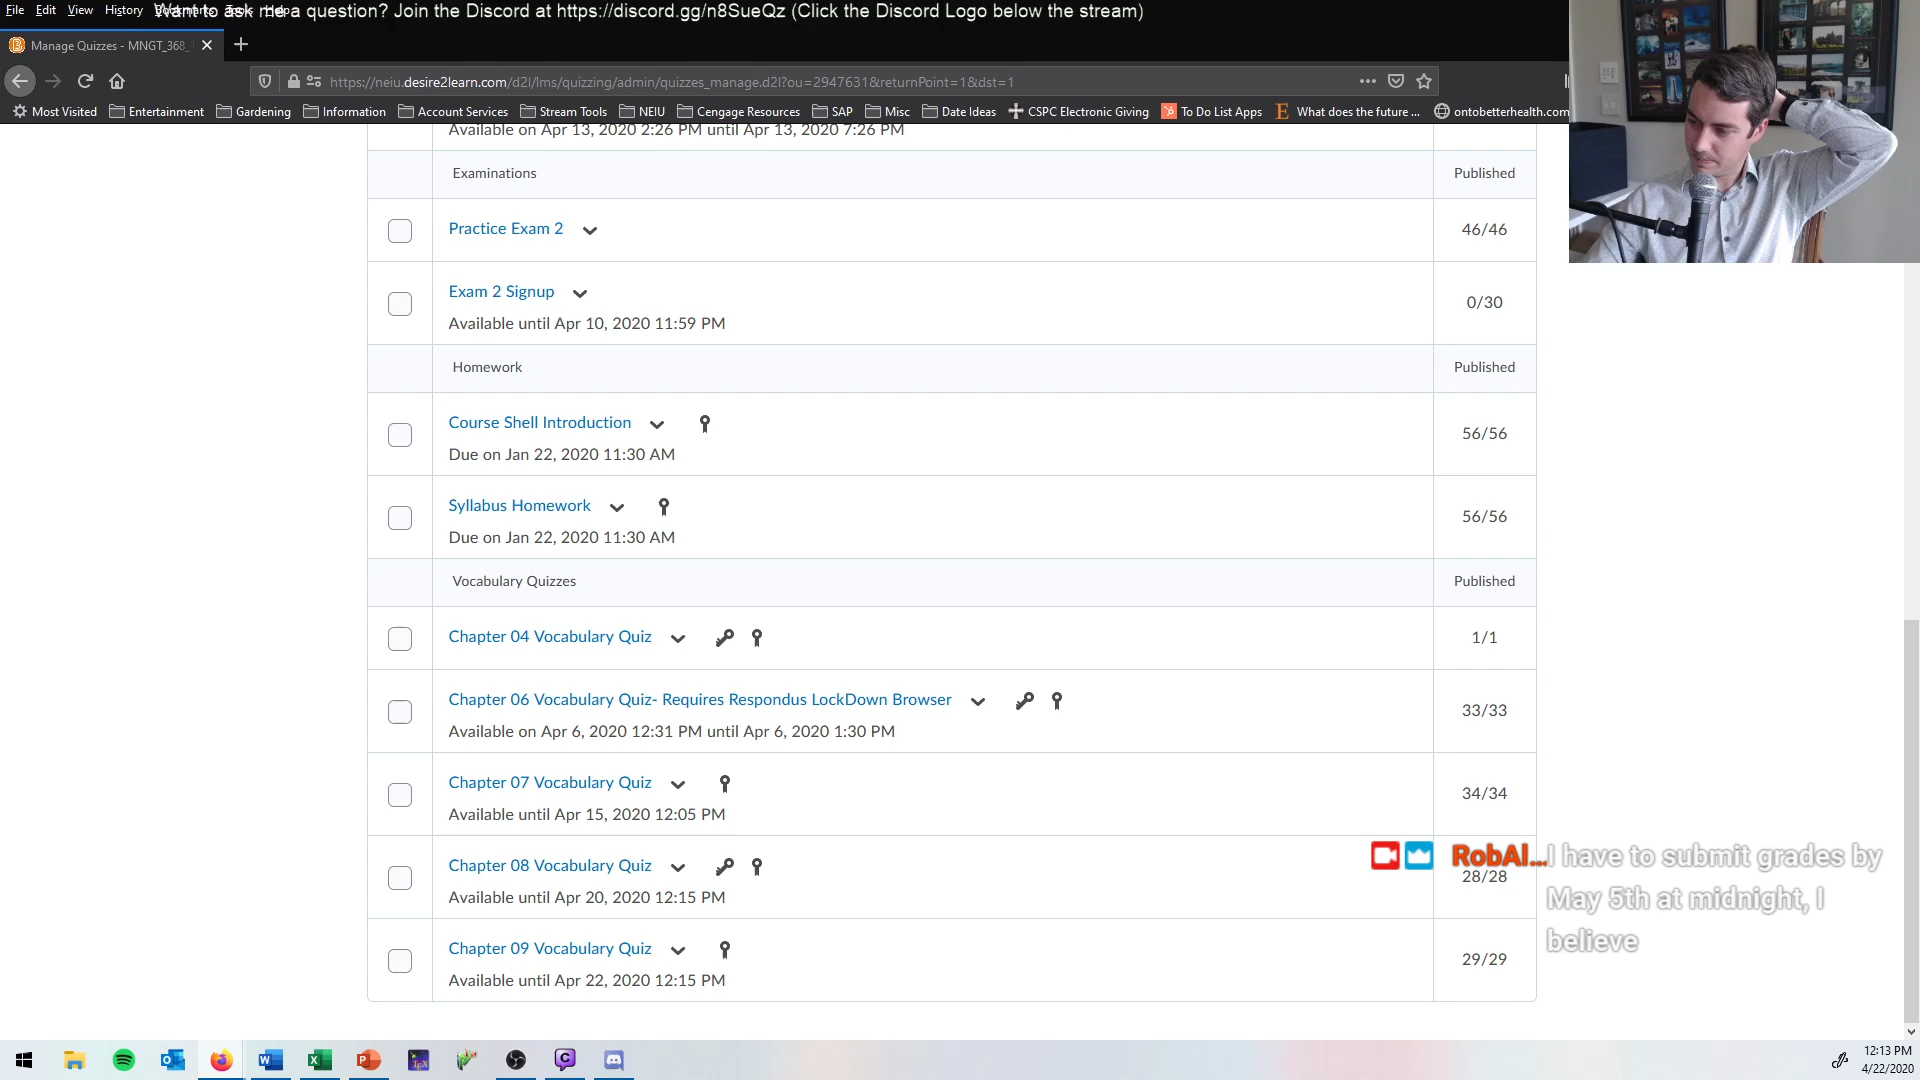 Want to ask me a question? Join the Discord at https://discord.gg/n8SueQz (Click the Discord Logo below the stream)
File Edit View History Bookmarks Tools Help
Manage Quizzes - MNGT_368_
https://neiu.desire2learn.com/d2l/lms/quizzing/admin/quizzes_manage.d2l?ou=2947631&returnPoint=1&dst=1
Most Visited Entertainment Gardening Information Account Services Stream Tools NEIU Cengage Resources SAP Misc Date Ideas CSPC Electronic Giving To Do List Apps What does the future ... ontobetterhealth.com
Available on Apr 13, 2020 2:26 PM until Apr 13, 2020 7:26 PM
Examinations Published
Practice Exam 2 46/46
Exam 2 Signup 0/30
Available until Apr 10, 2020 11:59 PM
Homework Published
Course Shell Introduction 56/56
Due on Jan 22, 2020 11:30 AM
Syllabus Homework 56/56
Due on Jan 22, 2020 11:30 AM
Vocabulary Quizzes Published
Chapter 04 Vocabulary Quiz 1/1
Chapter 06 Vocabulary Quiz- Requires Respondus LockDown Browser 33/33
Available on Apr 6, 2020 12:31 PM until Apr 6, 2020 1:30 PM
Chapter 07 Vocabulary Quiz 34/34
Available until Apr 15, 2020 12:05 PM
Chapter 08 Vocabulary Quiz 28/28
Available until Apr 20, 2020 12:15 PM
Chapter 09 Vocabulary Quiz 29/29
Available until Apr 22, 2020 12:15 PM
RobAl... I have to submit grades by
May 5th at midnight, I
believe
12:13 PM
4/22/2020